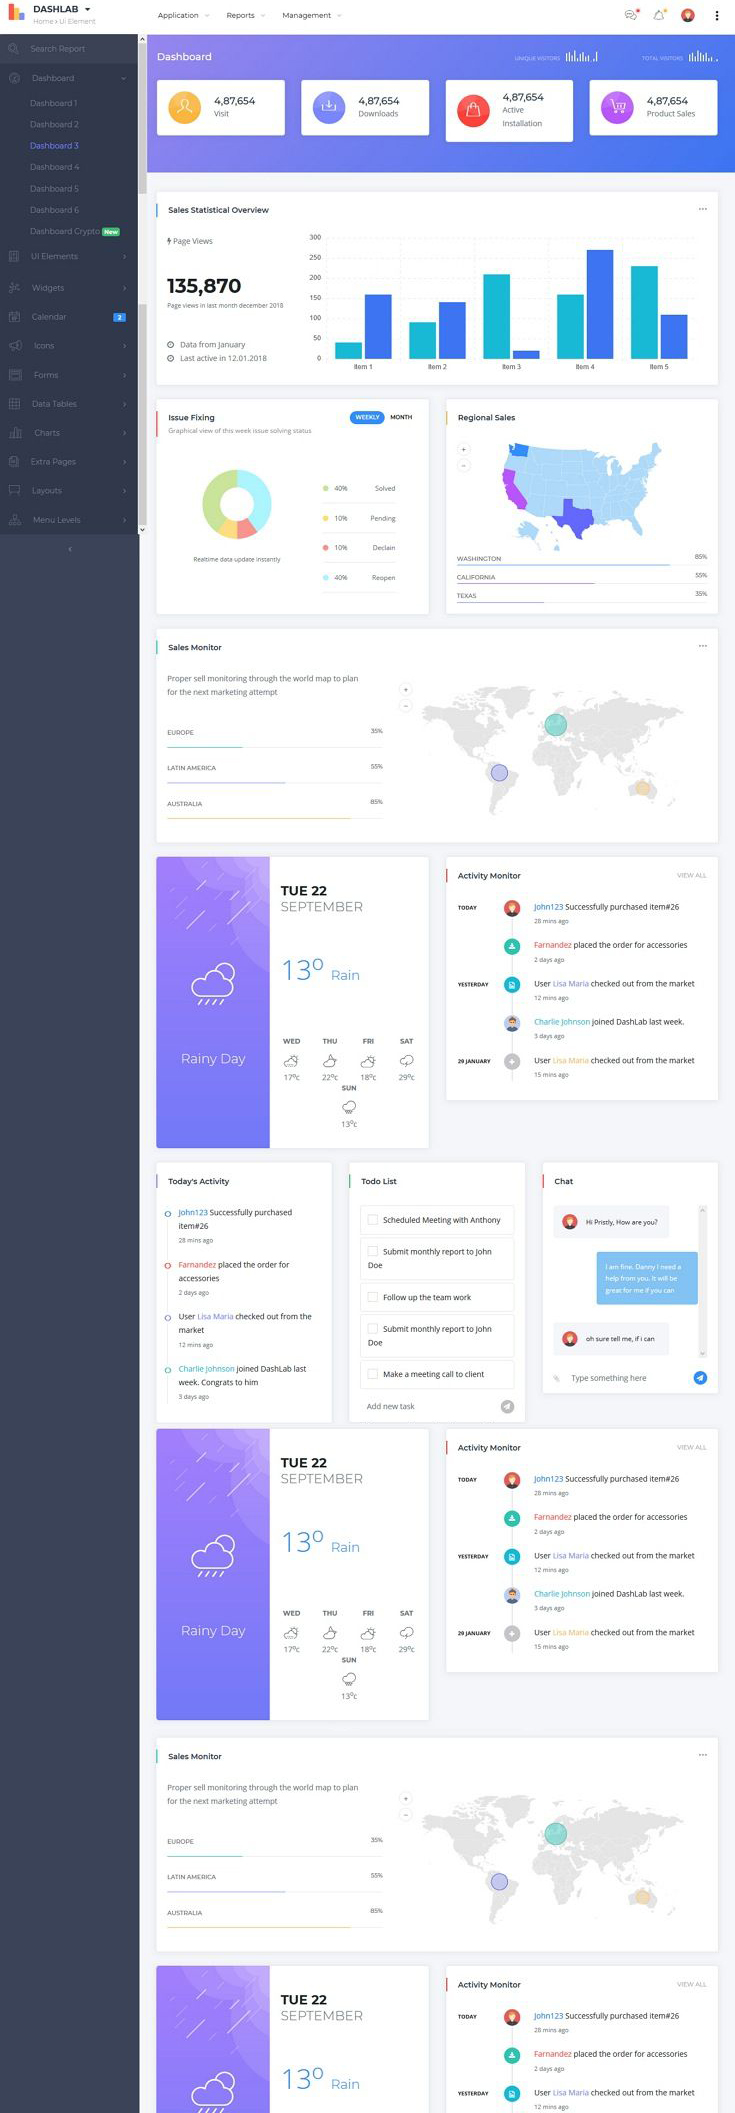 DASHLAB
Home › UI Element
Application Reports Management
Search Report
Dashboard
Dashboard 1
Dashboard 2
Dashboard 3
Dashboard 4
Dashboard 5
Dashboard 6
Dashboard Crypto New
UI Elements
Widgets
Calendar 2
Icons
Forms
Data Tables
Charts
Extra Pages
Layouts
Menu Levels
Dashboard
UNIQUE VISITORS
TOTAL VISITORS
4,87,654
Visit
4,87,654
Downloads
4,87,654
Active
Installation
4,87,654
Product Sales
Sales Statistical Overview
Page Views
135,870
Page views in last month december 2018
Data from January
Last active in 12.01.2018
300
250
200
150
100
50
0
Item 1 Item 2 Item 3 Item 4 Item 5
Issue Fixing
WEEKLY MONTH
Graphical view of this week issue solving status
40% Solved
10% Pending
10% Declain
40% Reopen
Realtime data update instantly
Regional Sales
+
−
WASHINGTON 85%
CALIFORNIA 55%
TEXAS 35%
Sales Monitor
Proper sell monitoring through the world map to plan
for the next marketing attempt
+
−
EUROPE 35%
LATIN AMERICA 55%
AUSTRALIA 85%
Rainy Day
TUE 22
SEPTEMBER
13° Rain
WED THU FRI SAT
17°c 22°c 18°c 29°c
SUN
13°c
Activity Monitor VIEW ALL
TODAY John123 Successfully purchased item#26
28 mins ago
Farnandez placed the order for accessories
2 days ago
YESTERDAY User Lisa Maria checked out from the market
12 mins ago
Charlie Johnson joined DashLab last week.
3 days ago
29 JANUARY User Lisa Maria checked out from the market
15 mins ago
Today's Activity
John123 Successfully purchased
item#26
28 mins ago
Farnandez placed the order for
accessories
2 days ago
User Lisa Maria checked out from the
market
12 mins ago
Charlie Johnson joined DashLab last
week. Congrats to him
3 days ago
Todo List
Scheduled Meeting with Anthony
Submit monthly report to John
Doe
Follow up the team work
Submit monthly report to John
Doe
Make a meeting call to client
Add new task
Chat
Hi Pristly, How are you?
I am fine. Danny I need a
help from you. It will be
great for me if you can
oh sure tell me, if i can
Type something here
Rainy Day
TUE 22
SEPTEMBER
13° Rain
WED THU FRI SAT
17°c 22°c 18°c 29°c
SUN
13°c
Activity Monitor VIEW ALL
TODAY John123 Successfully purchased item#26
28 mins ago
Farnandez placed the order for accessories
2 days ago
YESTERDAY User Lisa Maria checked out from the market
12 mins ago
Charlie Johnson joined DashLab last week.
3 days ago
29 JANUARY User Lisa Maria checked out from the market
15 mins ago
Sales Monitor
Proper sell monitoring through the world map to plan
for the next marketing attempt
+
−
EUROPE 35%
LATIN AMERICA 55%
AUSTRALIA 85%
TUE 22
SEPTEMBER
13° Rain
Activity Monitor VIEW ALL
TODAY John123 Successfully purchased item#26
28 mins ago
Farnandez placed the order for accessories
2 days ago
YESTERDAY User Lisa Maria checked out from the market
12 mins ago